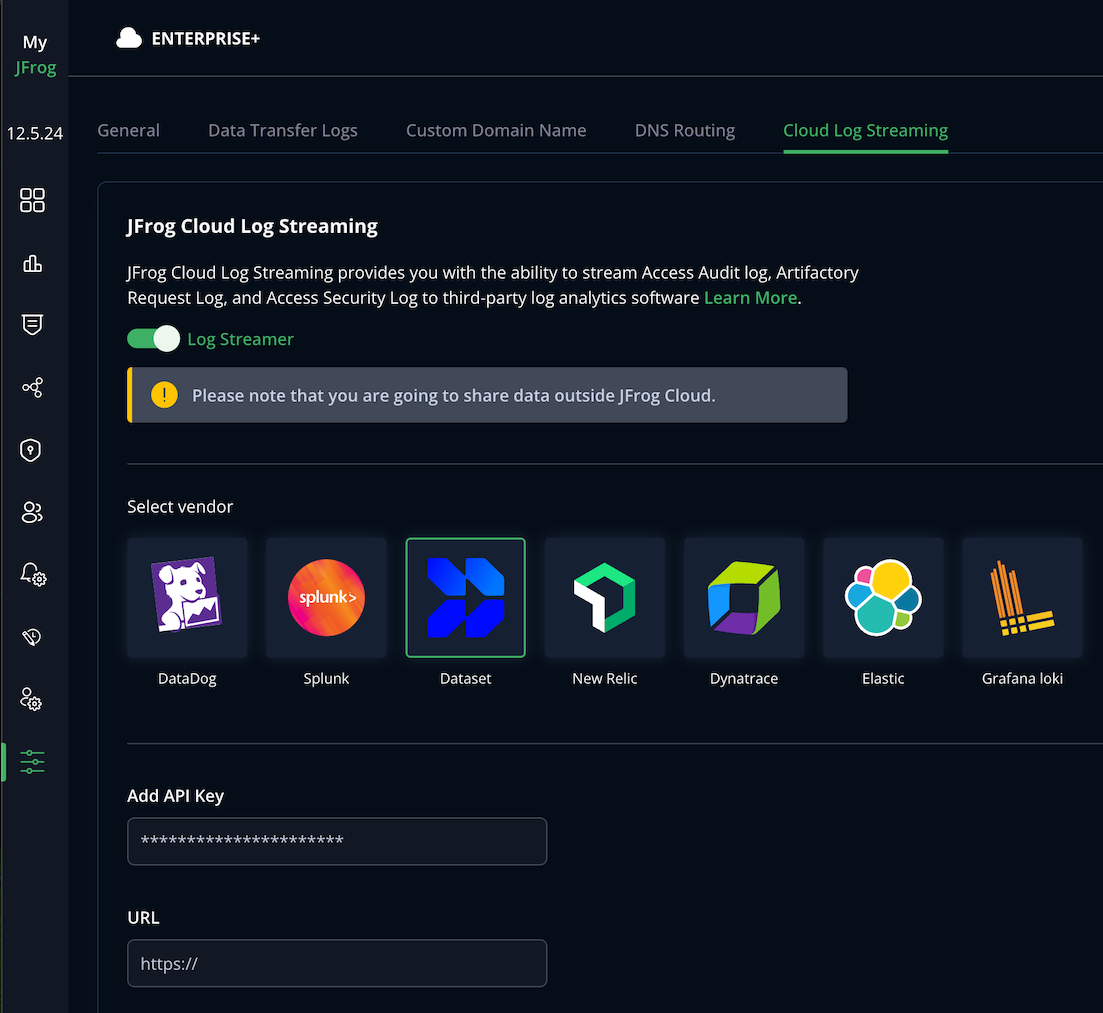 My
JFrog
12.5.24
ENTERPRISE+
General
Data Transfer Logs
Custom Domain Name
DNS Routing
Cloud Log Streaming
JFrog Cloud Log Streaming
JFrog Cloud Log Streaming provides you with the ability to stream Access Audit log, Artifactory
Request Log, and Access Security Log to third-party log analytics software Learn More.
Log Streamer
! Please note that you are going to share data outside JFrog Cloud.
Select vendor
splunk>
DataDog
Splunk
Dataset
New Relic
Dynatrace
Elastic
Grafana loki
Add API Key
**********************
URL
https://